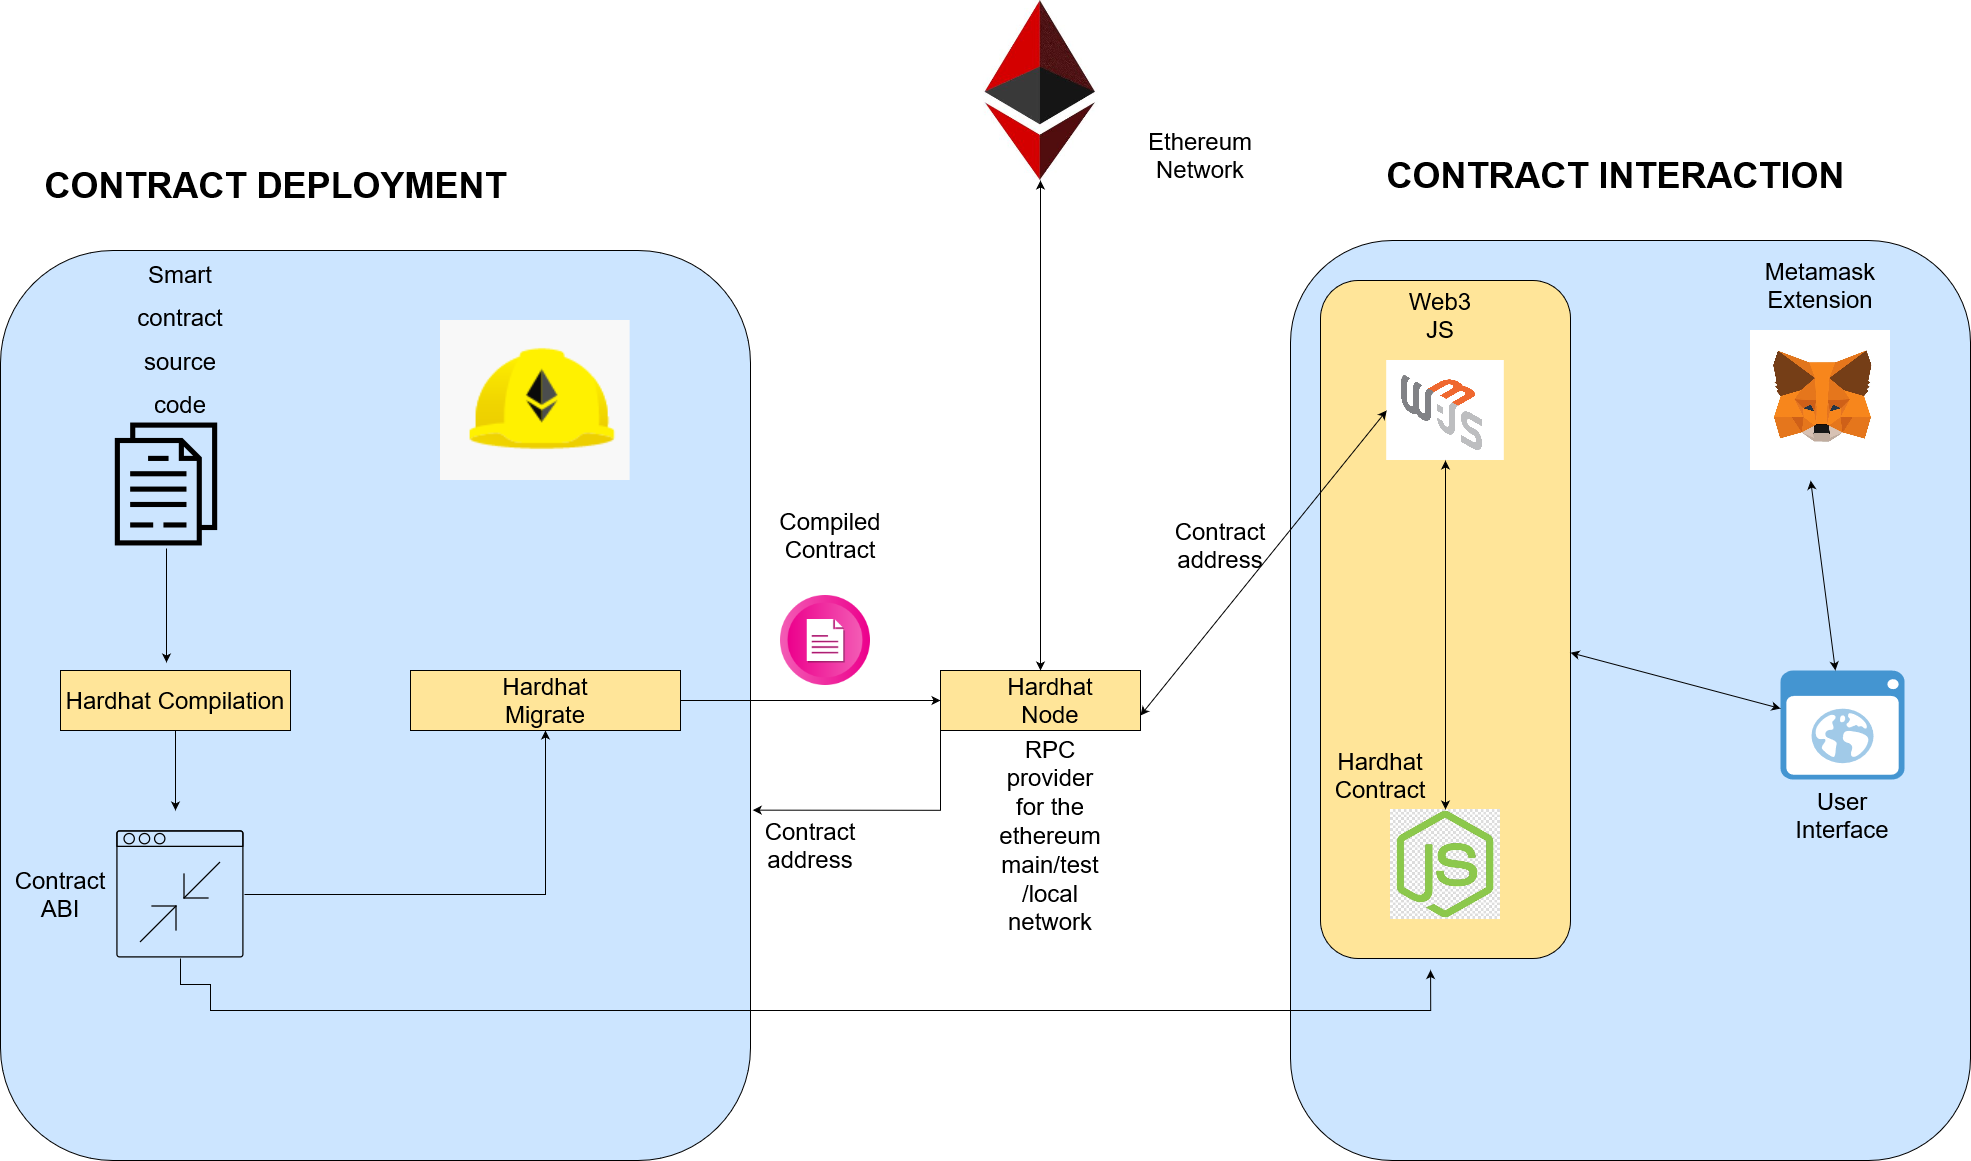 Ethereum
Network
CONTRACT DEPLOYMENT
CONTRACT INTERACTION
Smart
contract
source
code
Hardhat Compilation
Hardhat
Migrate
Contract
ABI
Compiled
Contract
Contract
address
Hardhat
Node
RPC
provider
for the
ethereum
main/test
/local
network
Contract
address
Web3
JS
W3JS
Hardhat
Contract
JS
Metamask
Extension
User
Interface